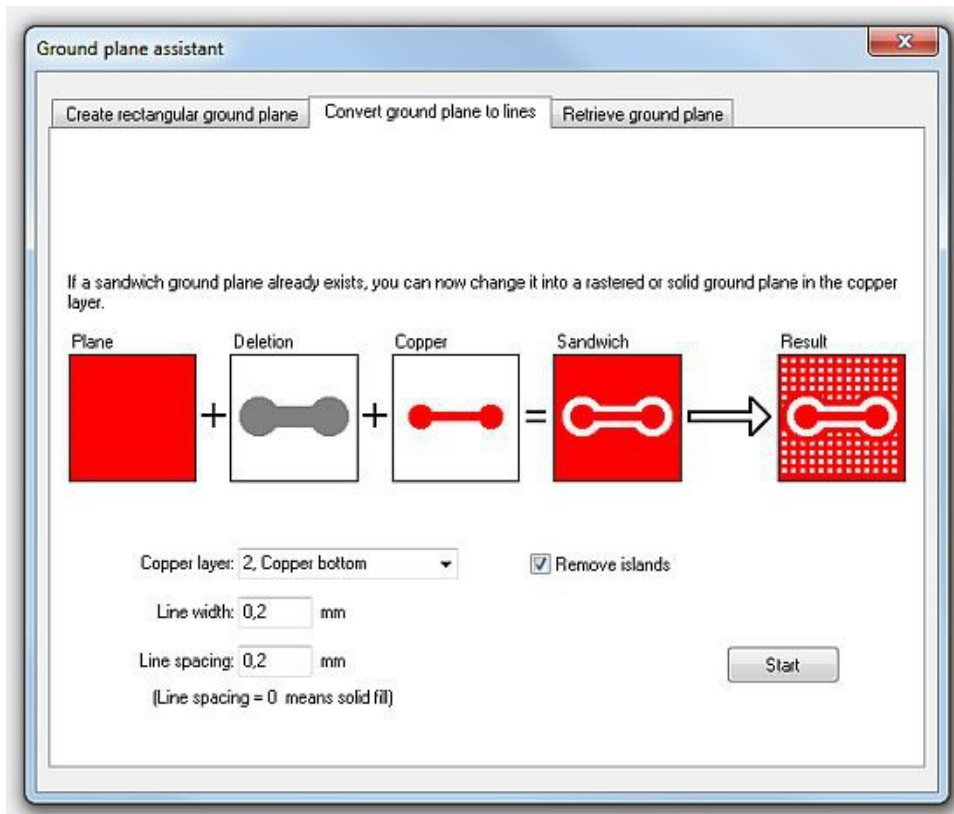 Ground plane assistant
Create rectangular ground plane
Convert ground plane to lines
Retrieve ground plane
If a sandwich ground plane already exists, you can now change it into a rastered or solid ground plane in the copper
layer.
Plane
Deletion
Copper
Sandwich
Result
Copper layer: 2, Copper bottom
Remove islands
Line width: 0,2 mm
Line spacing: 0,2 mm
Start
(Line spacing = 0 means solid fill)